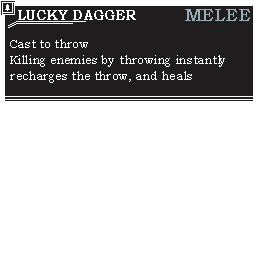 LUCKY DAGGER MELEE
Cast to throw
Killing enemies by throwing instantly
recharges the throw, and heals